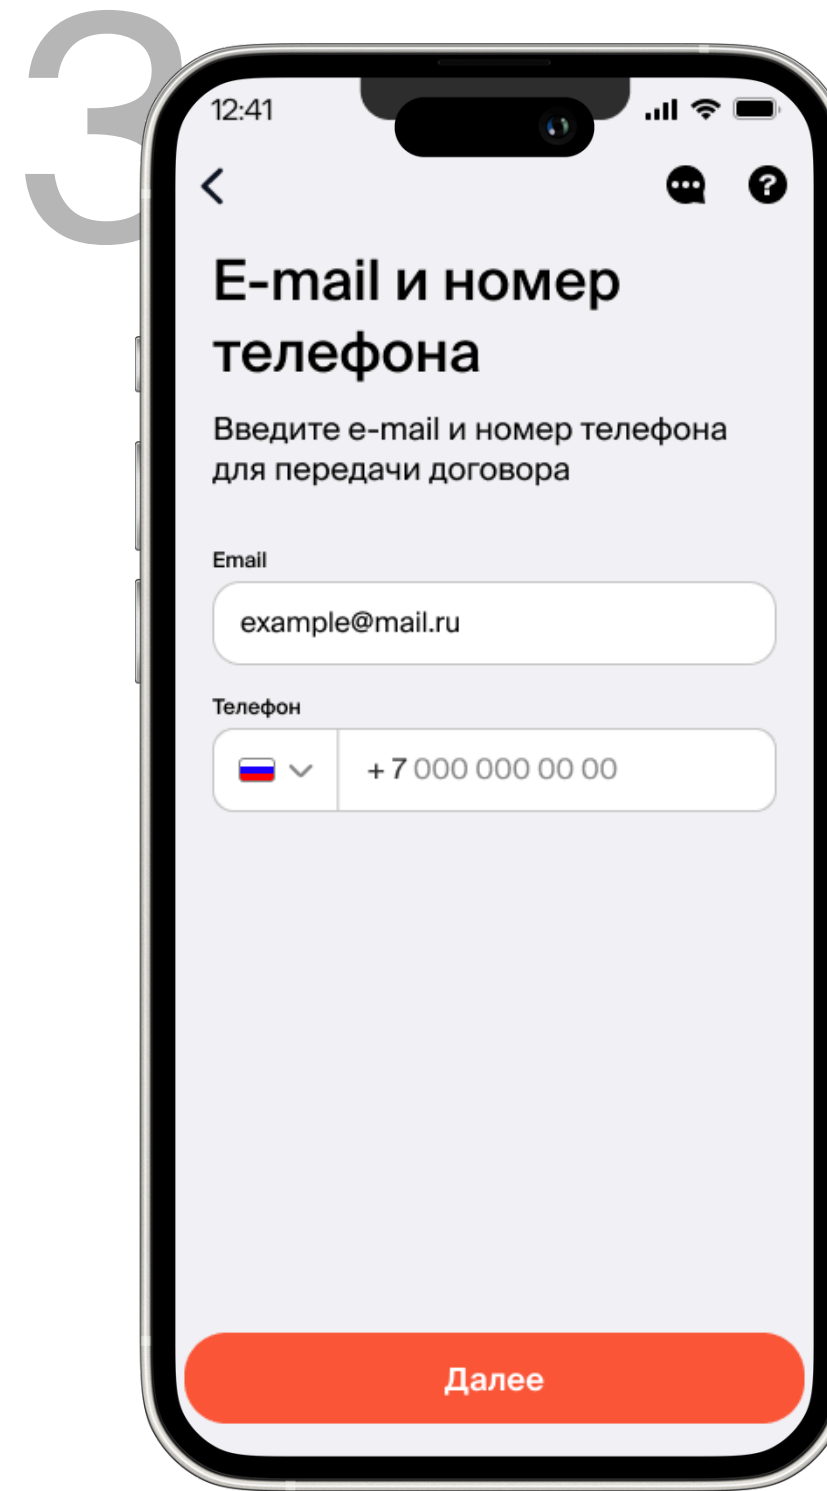 3
12:41
?
E-mail и номер
телефона
Введите e-mail и номер телефона
для передачи договора
Email
example@mail.ru
Телефон
+ 7 000 000 00 00
Далее